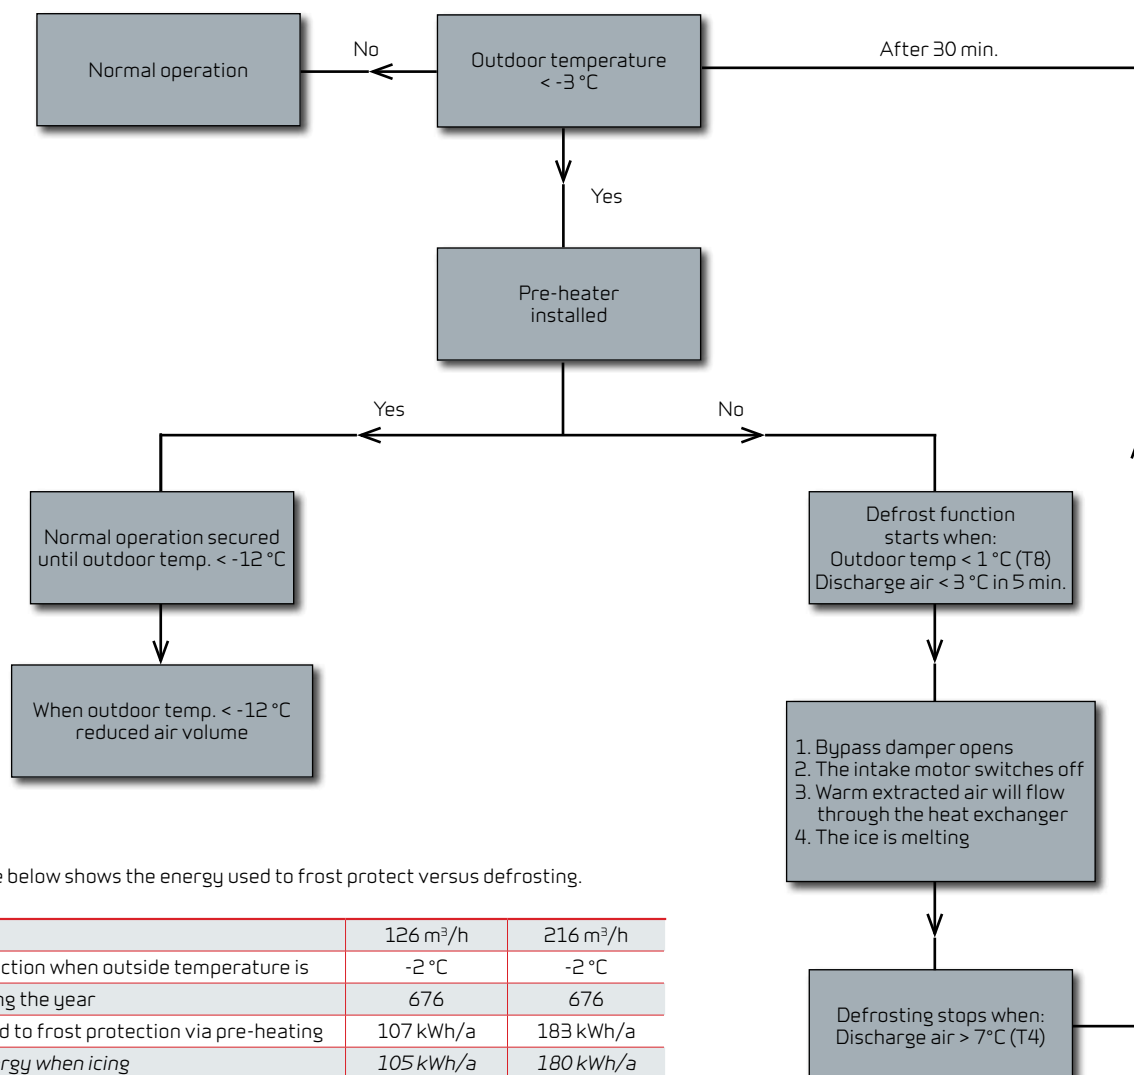 Normal operation
No
Outdoor temperature
< -3 °C
After 30 min.
Yes
Pre-heater
installed
Yes
No
Normal operation secured
until outdoor temp. < -12 °C
When outdoor temp. < -12 °C
reduced air volume
Defrost function
starts when:
Outdoor temp < 1 °C (T8)
Discharge air < 3 °C in 5 min.
1. Bypass damper opens
2. The intake motor switches off
3. Warm extracted air will flow
through the heat exchanger
4. The ice is melting
Defrosting stops when:
Discharge air > 7°C (T4)
below shows the energy used to frost protect versus defrosting.
126 m³/h 216 m³/h
when outside temperature is -2 °C -2 °C
the year 676 676
to frost protection via pre-heating 107 kWh/a 183 kWh/a
when icing 105 kWh/a 180 kWh/a